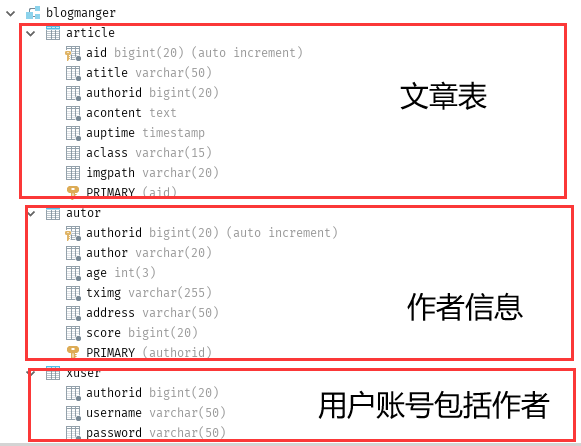 blogmanger
article
aid bigint(20) (auto increment)
atitle varchar(50)
authorid bigint(20)
acontent text
auptime timestamp
aclass varchar(15)
imgpath varchar(20)
PRIMARY (aid)
文章表
autor
authorid bigint(20) (auto increment)
author varchar(20)
age int(3)
tximg varchar(255)
address varchar(50)
score bigint(20)
PRIMARY (authorid)
作者信息
xuser
authorid bigint(20)
username varchar(50)
password varchar(50)
用户账号包括作者